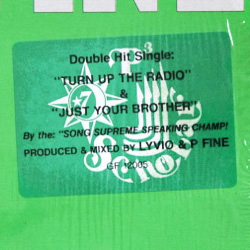 Double Hit Single:
"TURN UP THE RADIO"
&
"JUST YOUR BROTHER"
By the: "SONG SUPREME SPEAKING CHAMP!
PRODUCED & MIXED BY LYVIO & P FINE
GF -2005